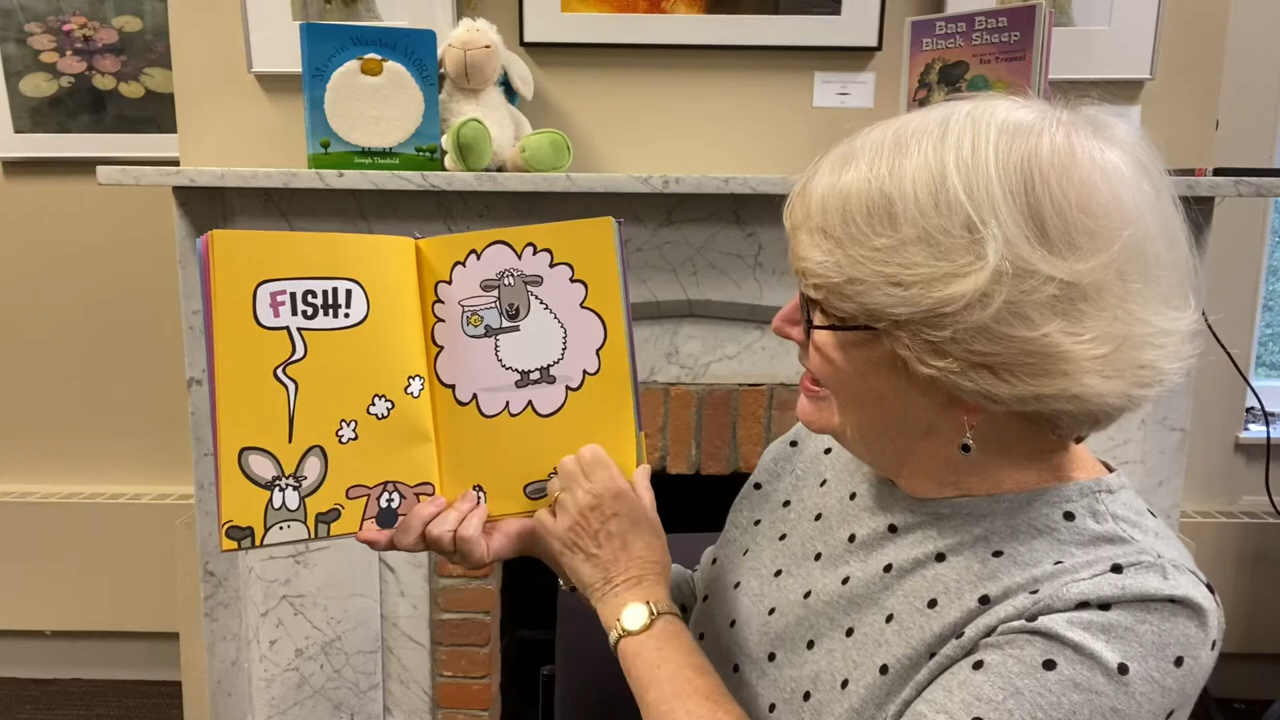 Marvin Wanted MORE!
Joseph Theobald
Baa Baa
Black Sheep
Iza Trapani
FISH!